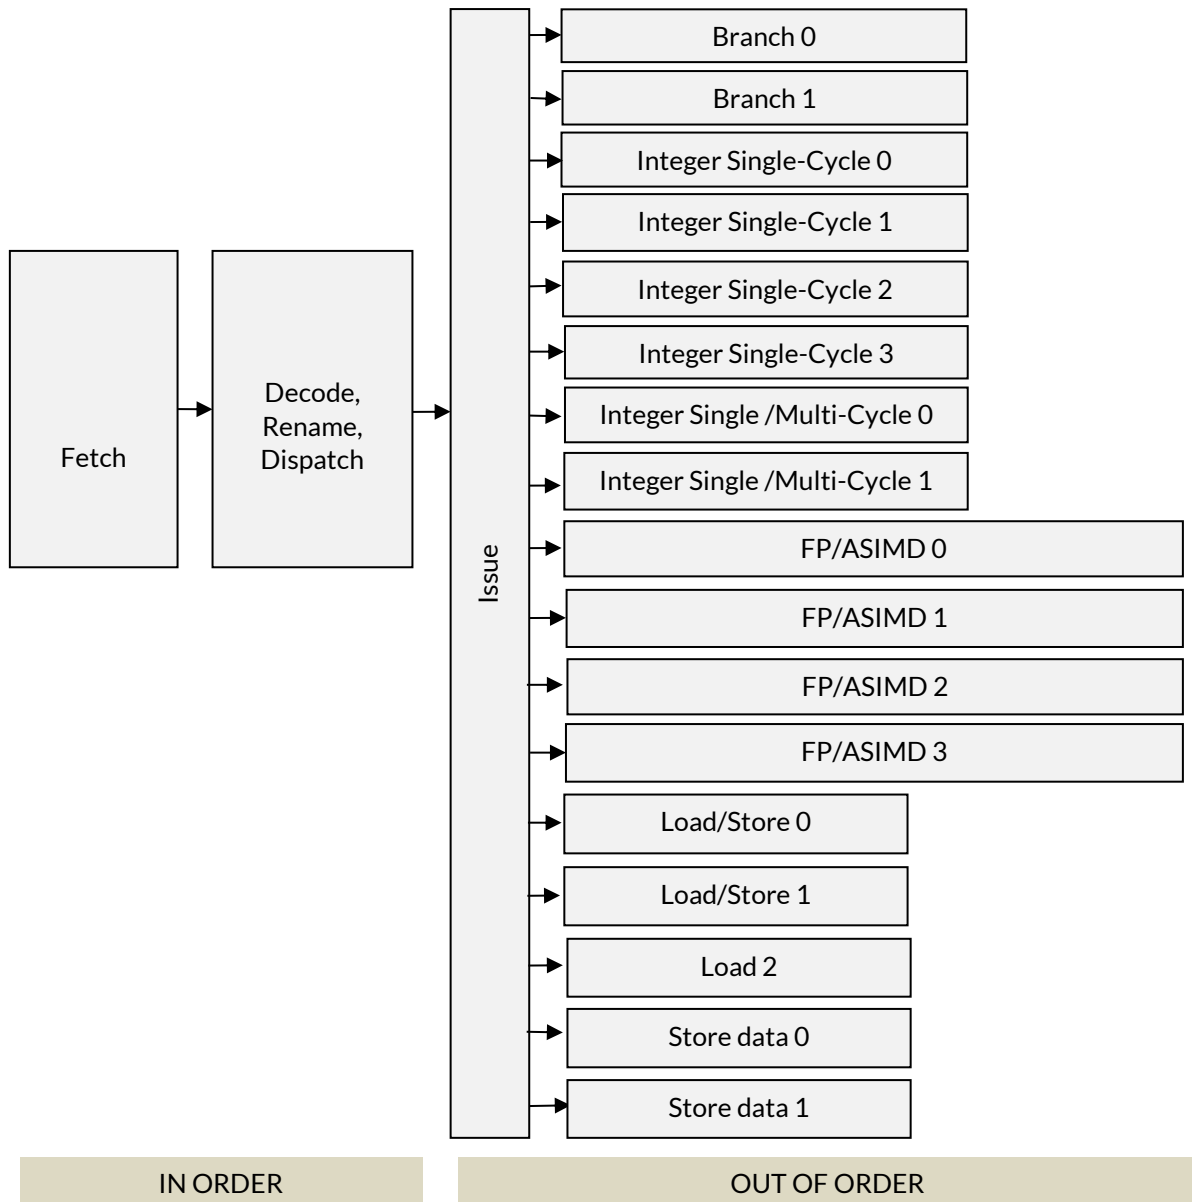 Fetch
Decode,
Rename,
Dispatch
Issue
Branch 0
Branch 1
Integer Single-Cycle 0
Integer Single-Cycle 1
Integer Single-Cycle 2
Integer Single-Cycle 3
Integer Single /Multi-Cycle 0
Integer Single /Multi-Cycle 1
FP/ASIMD 0
FP/ASIMD 1
FP/ASIMD 2
FP/ASIMD 3
Load/Store 0
Load/Store 1
Load 2
Store data 0
Store data 1
IN ORDER
OUT OF ORDER